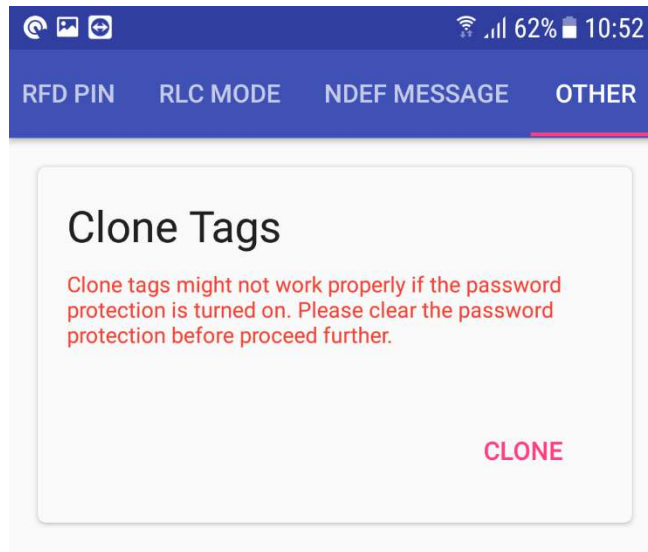 62% 10:52
RFD PIN RLC MODE NDEF MESSAGE OTHER
Clone Tags
Clone tags might not work properly if the password
protection is turned on. Please clear the password
protection before proceed further.
CLONE